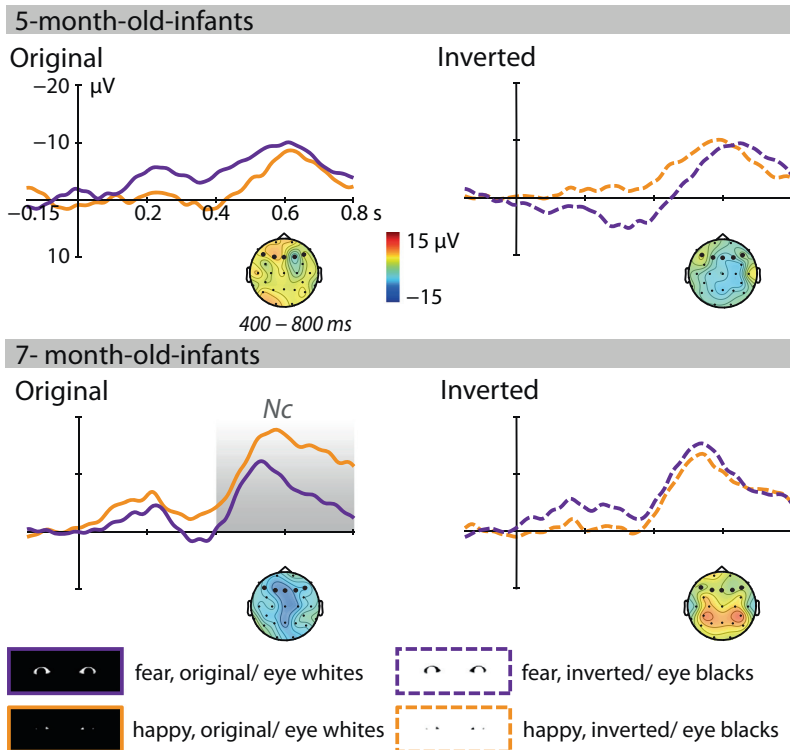 5-month-old-infants
Original
Inverted
−20 µV
−10
−0.15 0.2 0.4 0.6 0.8 s
10
15 µV
−15
400 – 800 ms
7- month-old-infants
Original
Inverted
Nc
fear, original/ eye whites
fear, inverted/ eye blacks
happy, original/ eye whites
happy, inverted/ eye blacks